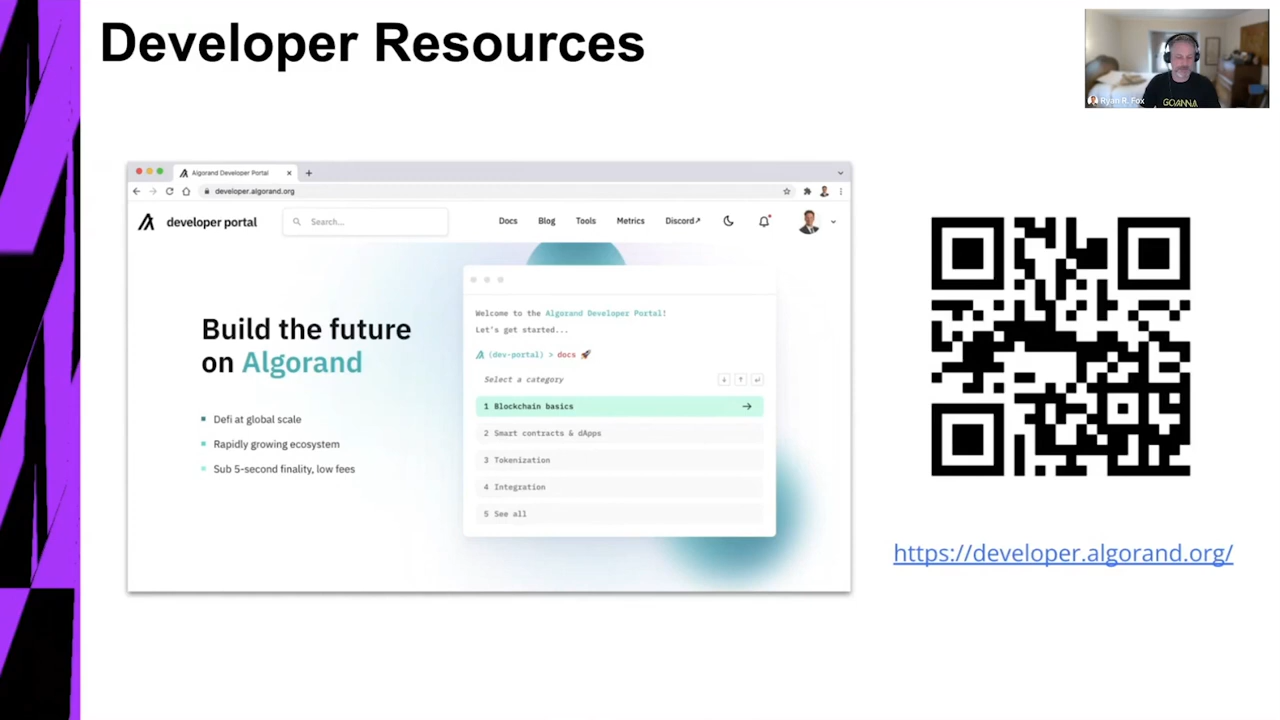 Developer Resources
Ryan R. Fox
GOVANNA
Algorand Developer Portal
developer.algorand.org
developer portal
Search...
Docs
Blog
Tools
Metrics
Discord↗
Build the future
on Algorand
Defi at global scale
Rapidly growing ecosystem
Sub 5-second finality, low fees
Welcome to the Algorand Developer Portal!
Let's get started...
(dev-portal) > docs 🚀
Select a category
1 Blockchain basics
2 Smart contracts & dApps
3 Tokenization
4 Integration
5 See all
https://developer.algorand.org/